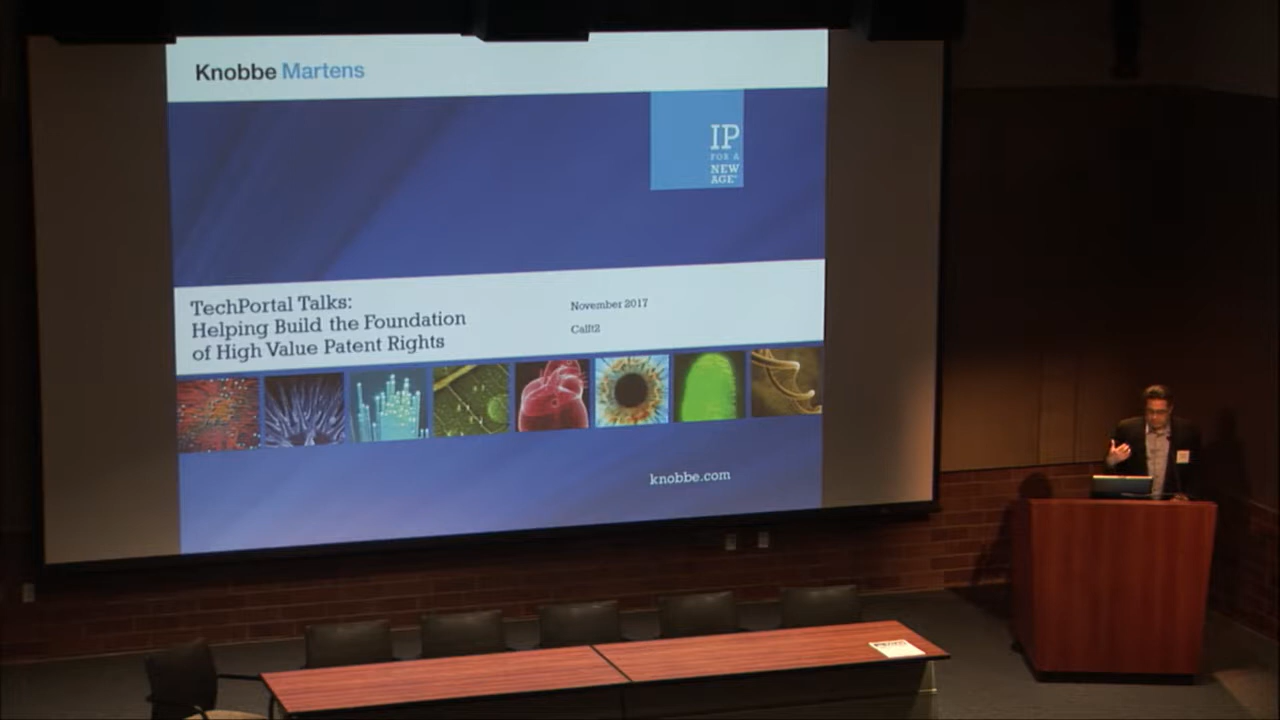 Knobbe Martens
IP
FOR A
NEW
AGE
TechPortal Talks:
Helping Build the Foundation
of High Value Patent Rights
November 2017
Calit2
knobbe.com